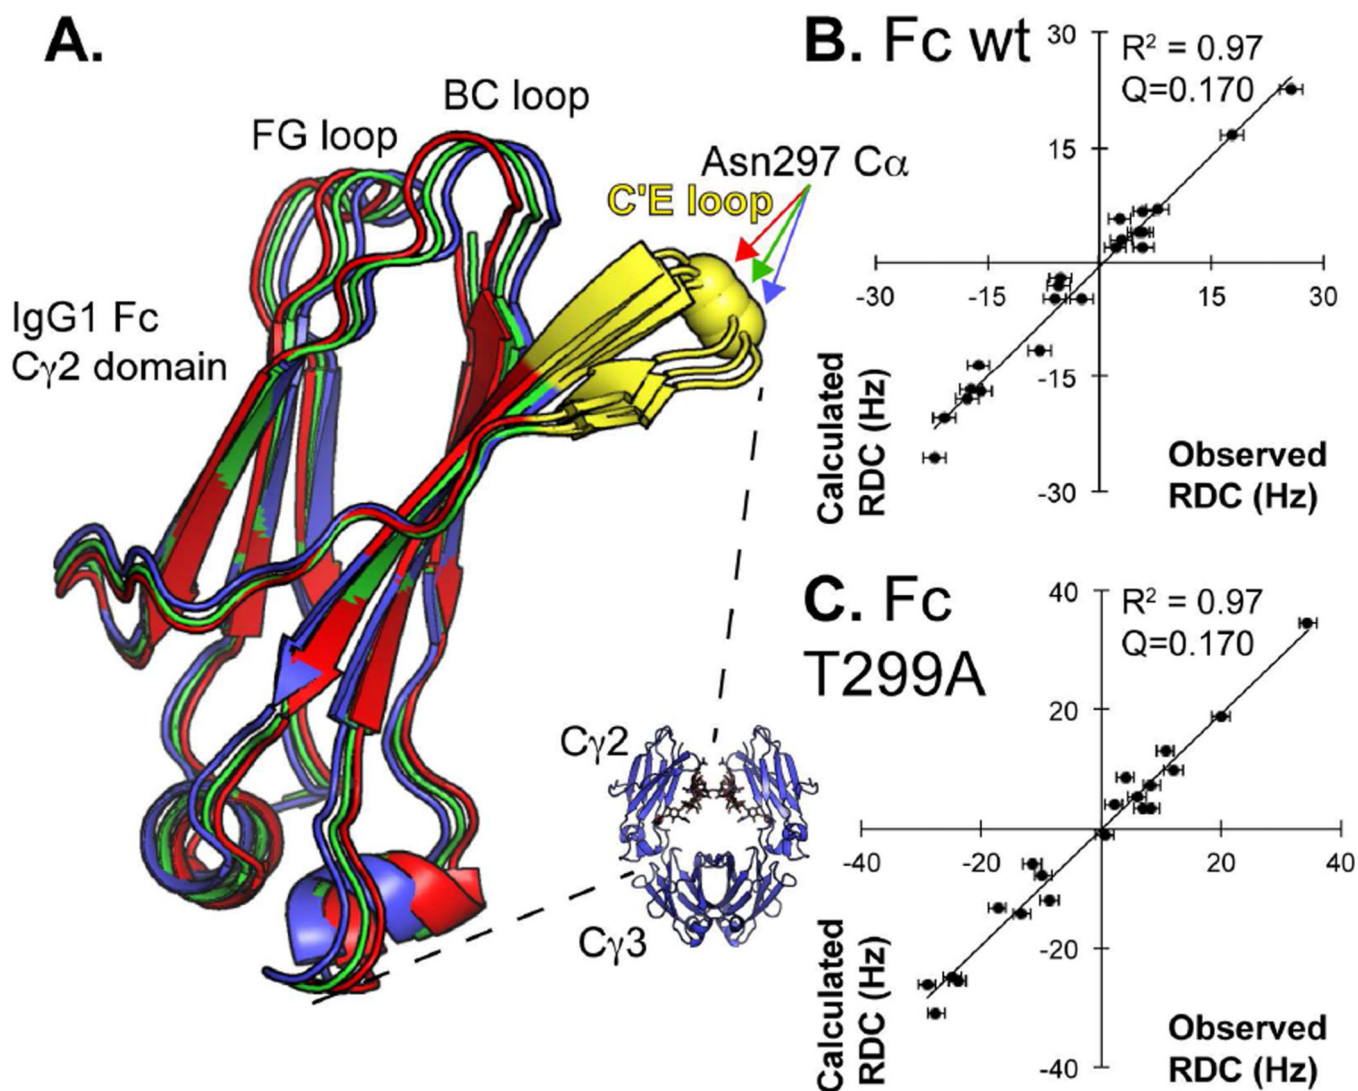 A.
BC loop
FG loop
Asn297 Cα
C'E loop
IgG1 Fc
Cγ2 domain
Cγ2
Cγ3
B. Fc wt
R² = 0.97
Q=0.170
30
15
-30
-15
15
30
-15
-30
Calculated
RDC (Hz)
Observed
RDC (Hz)
C. Fc
T299A
R² = 0.97
Q=0.170
40
20
-40
-20
20
40
-20
-40
Calculated
RDC (Hz)
Observed
RDC (Hz)